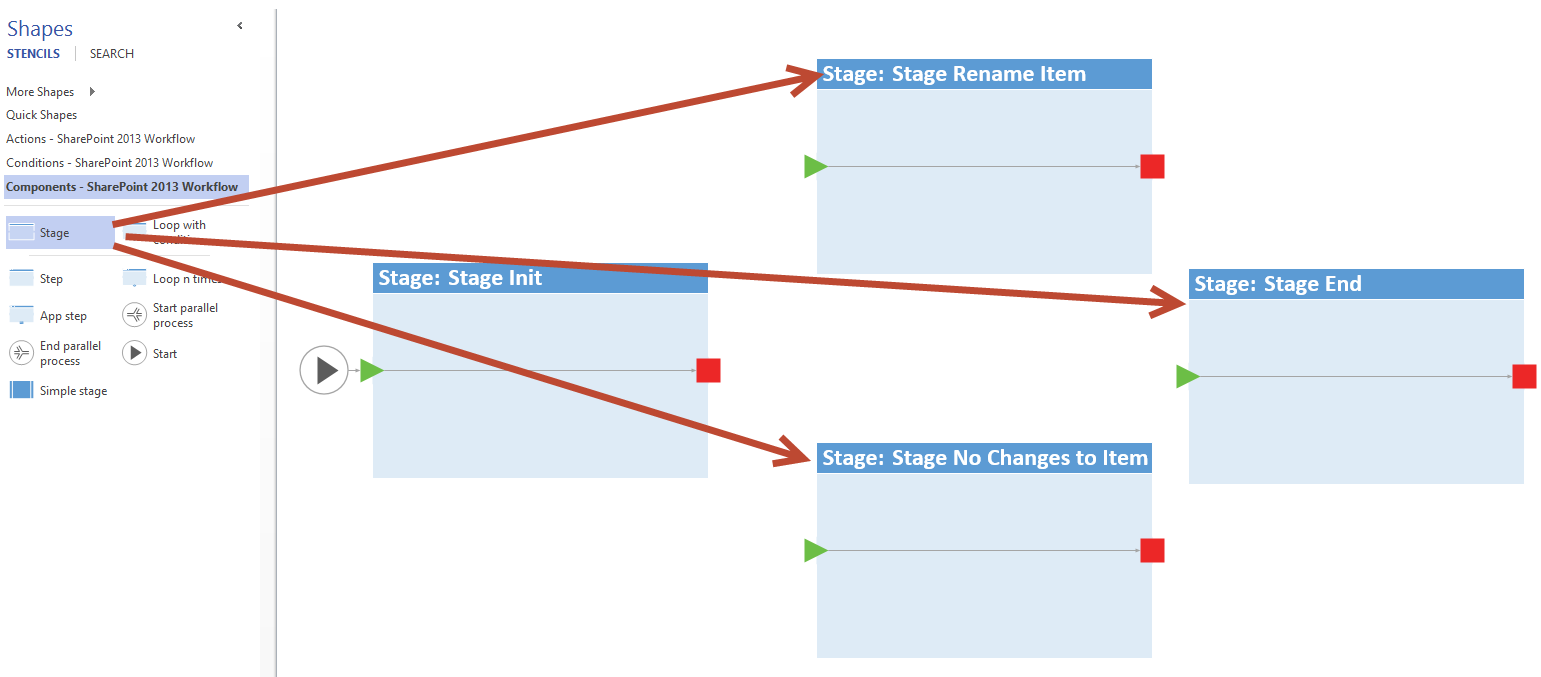 Shapes
STENCILS
SEARCH
More Shapes
Quick Shapes
Actions - SharePoint 2013 Workflow
Conditions - SharePoint 2013 Workflow
Components - SharePoint 2013 Workflow
Stage
Loop with
Step
Loop n times
App step
Start parallel
process
End parallel
process
Start
Simple stage
Stage: Stage Rename Item
Stage: Stage Init
Stage: Stage End
Stage: Stage No Changes to Item